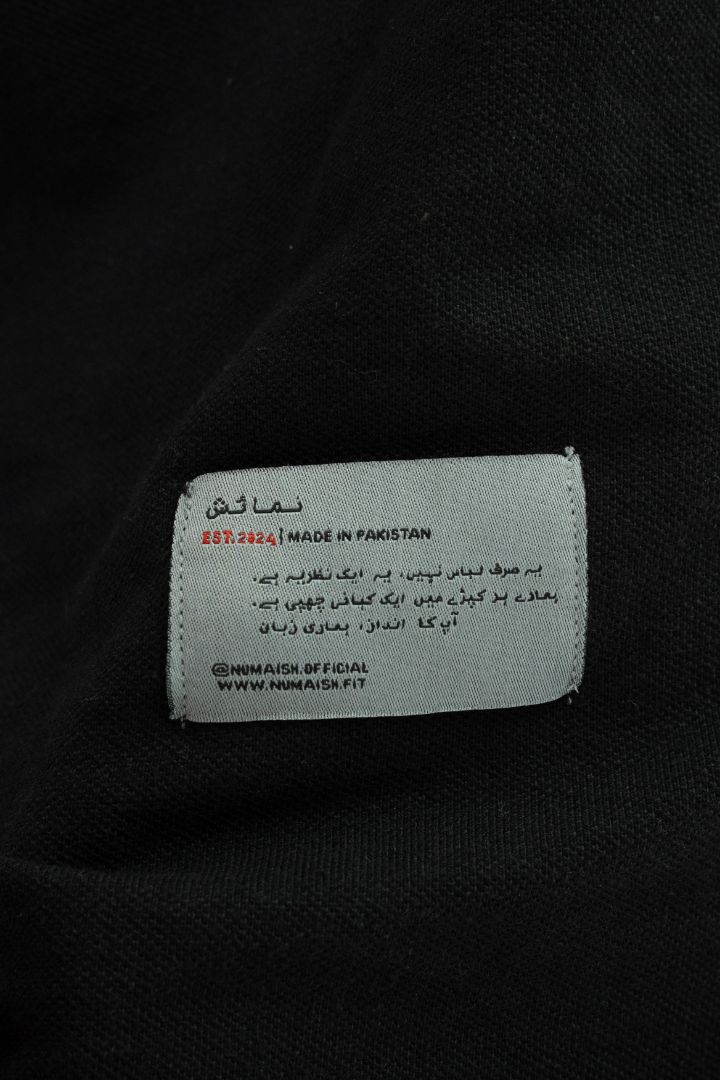 نمائش
EST.2024 | MADE IN PAKISTAN
یہ صرف لباس نہیں، یہ ایک نظریہ ہے۔
ہمارے ہر کپڑے میں ایک کہانی چھپی ہے۔
آپ کا انداز، ہماری زبان
@NUMAISH.OFFICIAL
WWW.NUMAISH.FIT